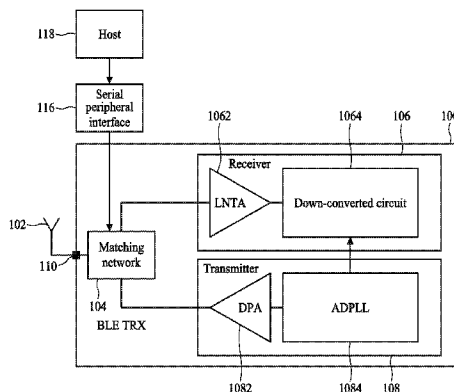 118
Host
116
Serial
peripheral
interface
1062
1064
106
Receiver
LNTA
Down-converted circuit
102
110
Matching
network
104
BLE TRX
Transmitter
DPA
ADPLL
1082
1084
108